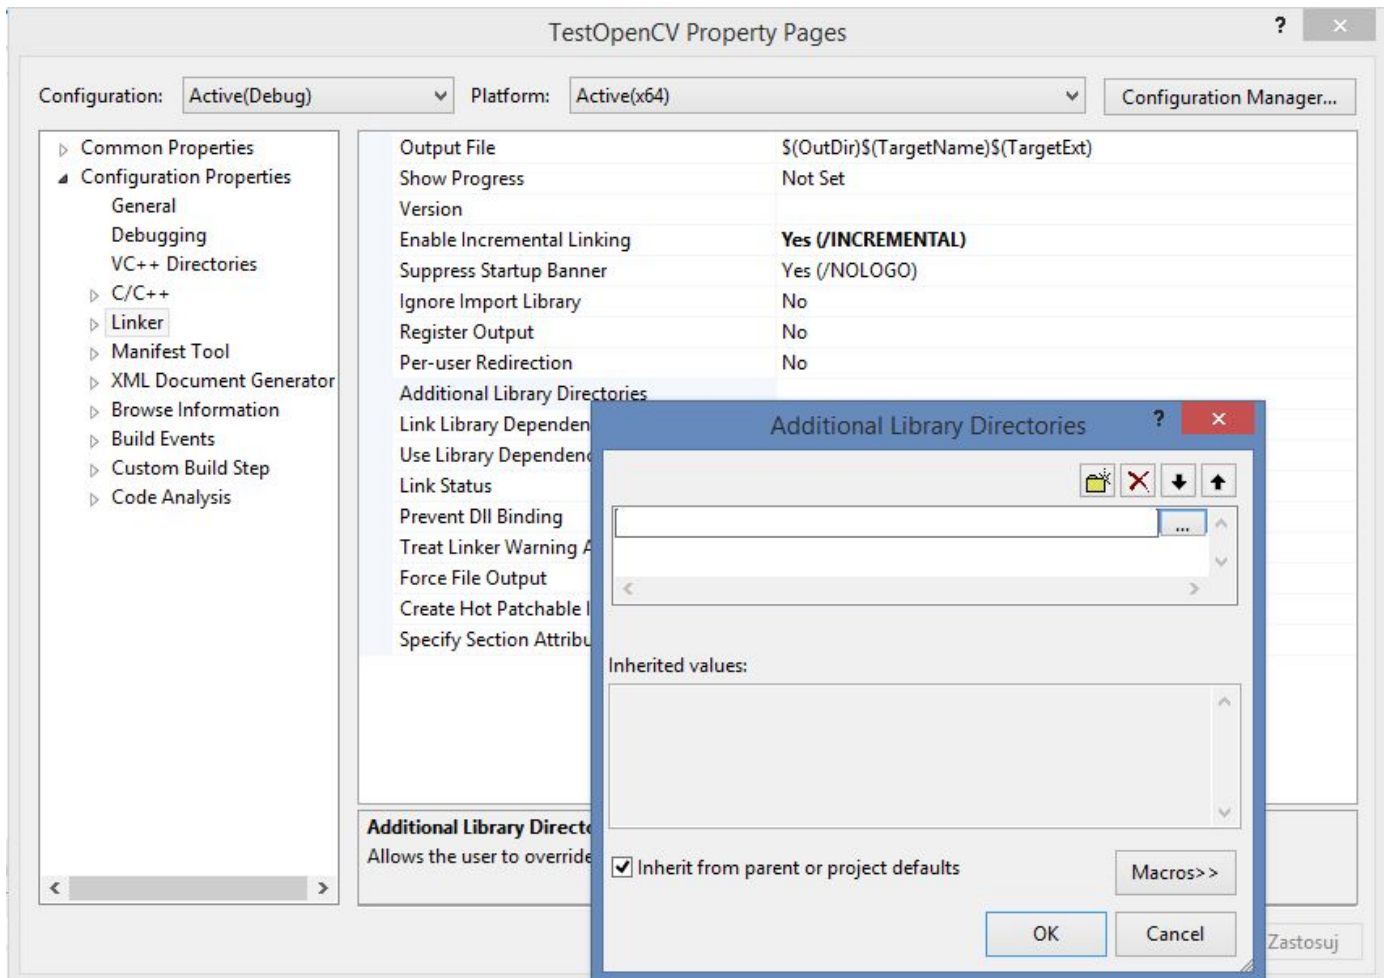 TestOpenCV Property Pages
?
Configuration: Active(Debug) Platform: Active(x64) Configuration Manager...
Common Properties
Configuration Properties
General
Debugging
VC++ Directories
C/C++
Linker
Manifest Tool
XML Document Generator
Browse Information
Build Events
Custom Build Step
Code Analysis
Output File $(OutDir)$(TargetName)$(TargetExt)
Show Progress Not Set
Version
Enable Incremental Linking Yes (/INCREMENTAL)
Suppress Startup Banner Yes (/NOLOGO)
Ignore Import Library No
Register Output No
Per-user Redirection No
Additional Library Directories
Link Library Dependen
Use Library Dependenc
Link Status
Prevent Dll Binding
Treat Linker Warning A
Force File Output
Create Hot Patchable I
Specify Section Attribu
Additional Library Directo
Allows the user to override
Additional Library Directories
?
...
Inherited values:
Inherit from parent or project defaults
Macros>>
OK Cancel
Zastosuj